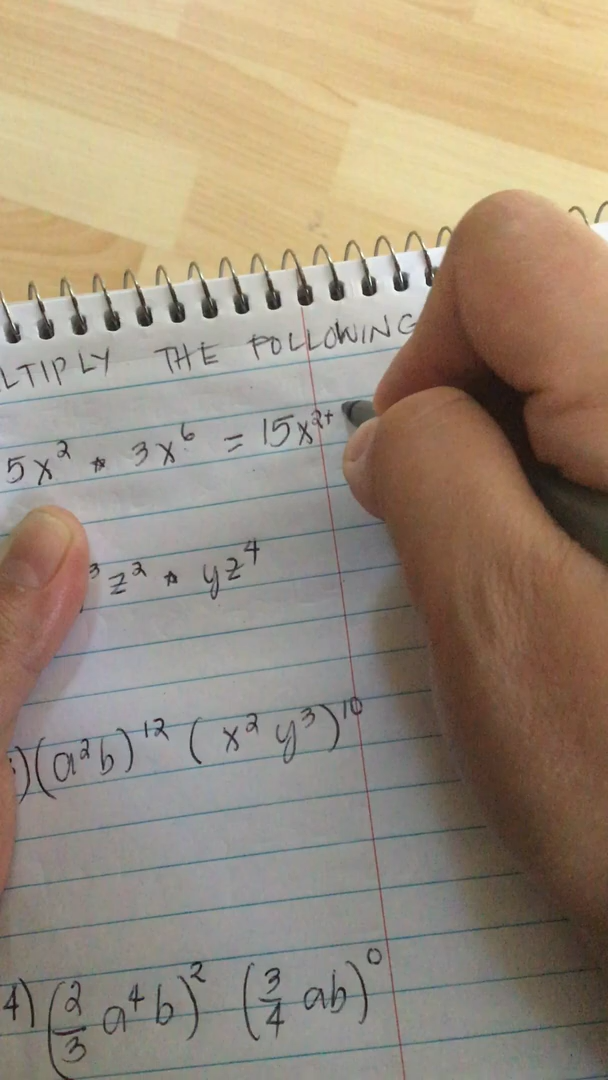 LTIPLY THE FOLLOWING
5x² * 3x⁶ = 15x²⁺
³z² * yz⁴
)(a²b)¹² (x²y³)¹⁰
4) (2/3 a⁴b)² (3/4 ab)⁰